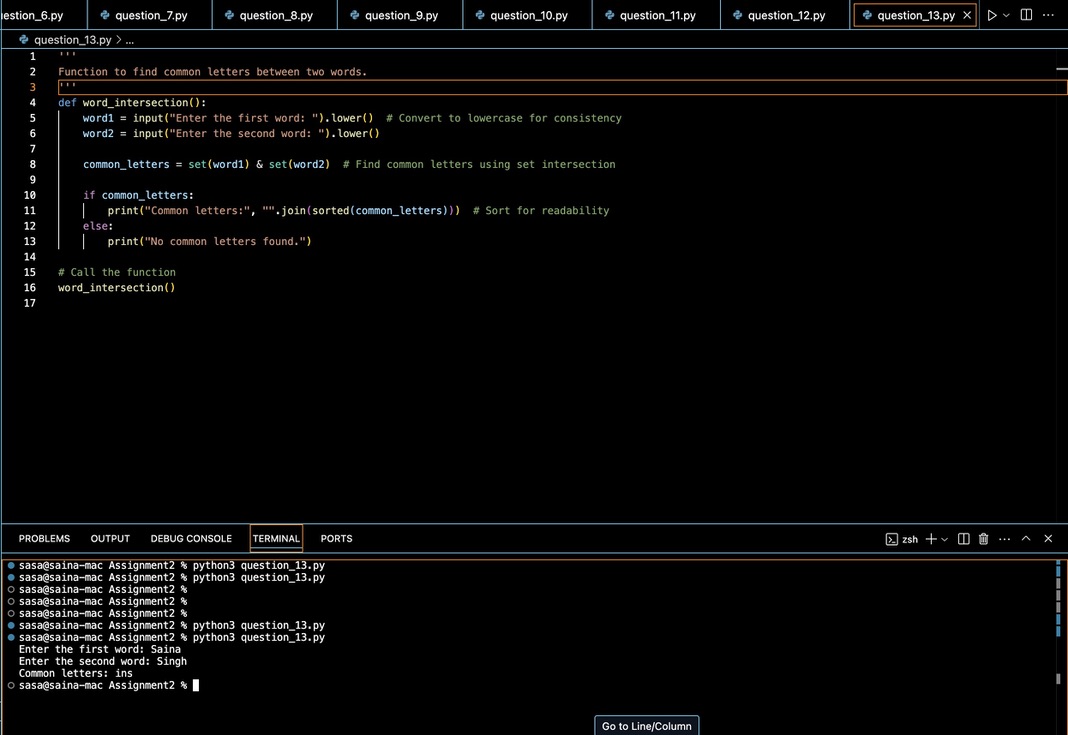 uestion_6.py question_7.py question_8.py question_9.py question_10.py question_11.py question_12.py question_13.py
question_13.py > ...
1 '''
2 Function to find common letters between two words.
3 '''
4 def word_intersection():
5 word1 = input("Enter the first word: ").lower() # Convert to lowercase for consistency
6 word2 = input("Enter the second word: ").lower()
7
8 common_letters = set(word1) & set(word2) # Find common letters using set intersection
9
10 if common_letters:
11 print("Common letters:", "".join(sorted(common_letters))) # Sort for readability
12 else:
13 print("No common letters found.")
14
15 # Call the function
16 word_intersection()
17
PROBLEMS OUTPUT DEBUG CONSOLE TERMINAL PORTS zsh
sasa@saina-mac Assignment2 % python3 question_13.py
sasa@saina-mac Assignment2 % python3 question_13.py
sasa@saina-mac Assignment2 %
sasa@saina-mac Assignment2 %
sasa@saina-mac Assignment2 %
sasa@saina-mac Assignment2 % python3 question_13.py
sasa@saina-mac Assignment2 % python3 question_13.py
Enter the first word: Saina
Enter the second word: Singh
Common letters: ins
sasa@saina-mac Assignment2 %
Go to Line/Column